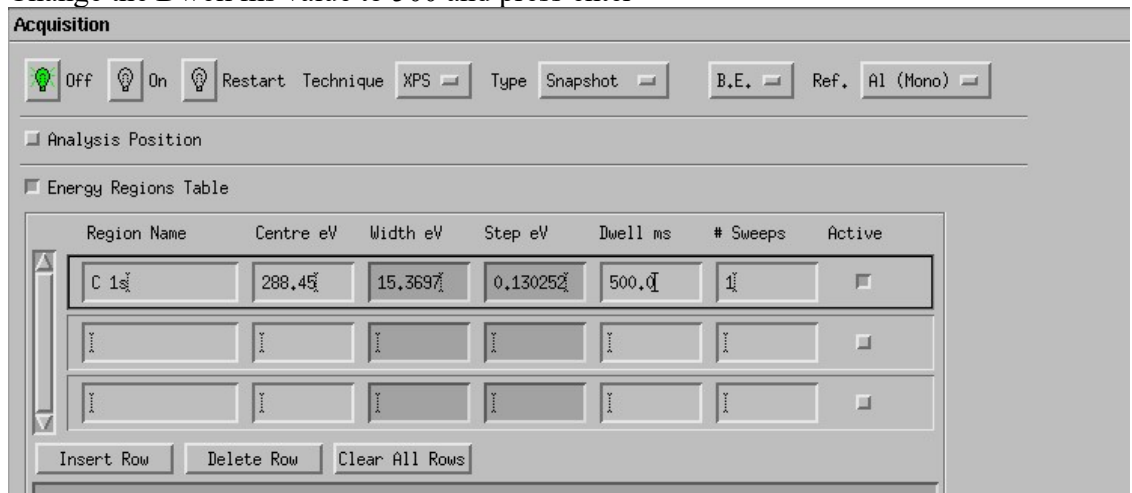 Change the Dwell ms value to 500 and press enter
Acquisition
Off On Restart Technique XPS Type Snapshot B.E. Ref. Al (Mono)
Analysis Position
Energy Regions Table
Region Name Centre eV Width eV Step eV Dwell ms # Sweeps Active
C 1s 288.45 15.3697 0.130252 500.0 1
Insert Row Delete Row Clear All Rows